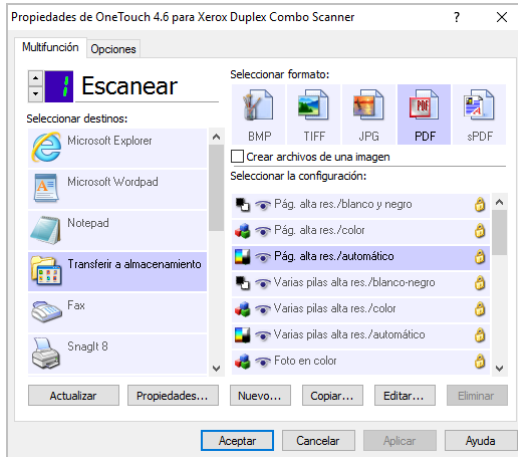 Propiedades de OneTouch 4.6 para Xerox Duplex Combo Scanner
Multifunción
Opciones
1
Escanear
Seleccionar destinos:
Microsoft Explorer
Microsoft Wordpad
Notepad
Transferir a almacenamiento
Fax
SnagIt 8
Actualizar
Propiedades...
Seleccionar formato:
BMP
TIFF
JPG
PDF
sPDF
Crear archivos de una imagen
Seleccionar la configuración:
Pág. alta res./blanco y negro
Pág. alta res./color
Pág. alta res./automático
Varias pilas alta res./blanco-negro
Varias pilas alta res./color
Varias pilas alta res./automático
Foto en color
Nuevo...
Copiar...
Editar...
Eliminar
Aceptar
Cancelar
Aplicar
Ayuda